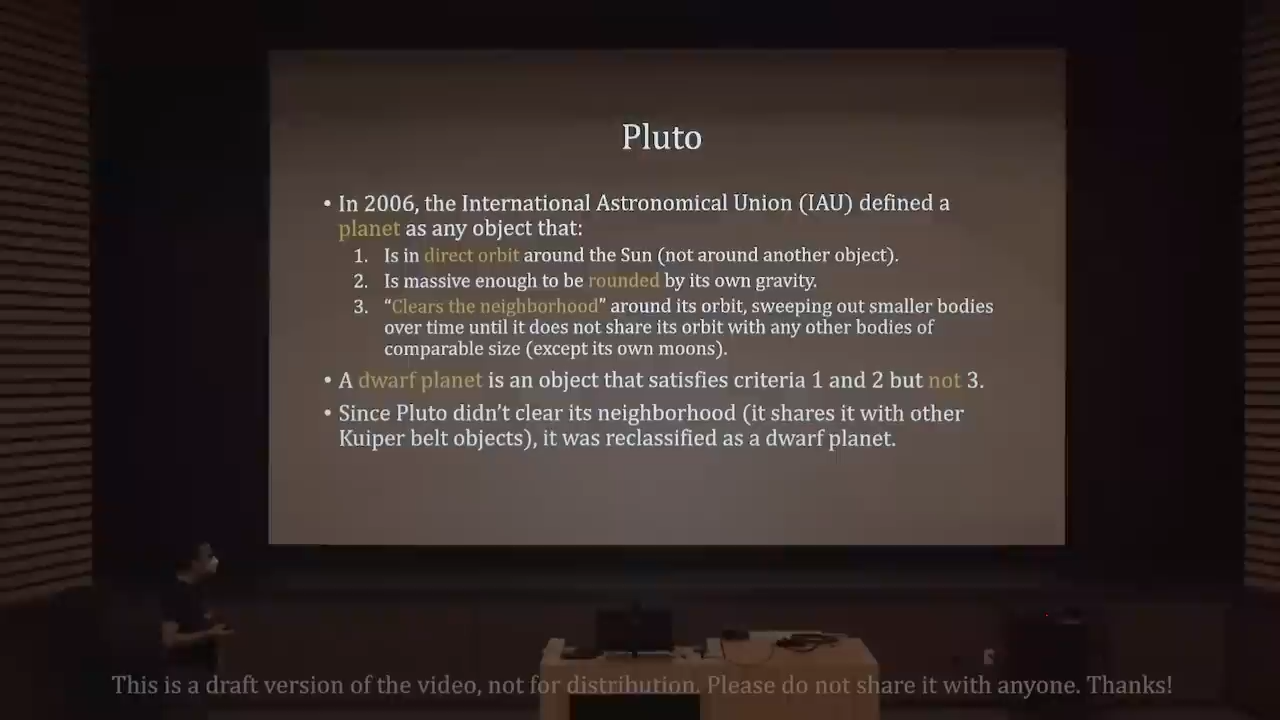 Pluto
• In 2006, the International Astronomical Union (IAU) defined a
planet as any object that:
1. Is in direct orbit around the Sun (not around another object).
2. Is massive enough to be rounded by its own gravity.
3. “Clears the neighborhood” around its orbit, sweeping out smaller bodies
over time until it does not share its orbit with any other bodies of
comparable size (except its own moons).
• A dwarf planet is an object that satisfies criteria 1 and 2 but not 3.
• Since Pluto didn’t clear its neighborhood (it shares it with other
Kuiper belt objects), it was reclassified as a dwarf planet.
This is a draft version of the video, not for distribution. Please do not share it with anyone. Thanks!